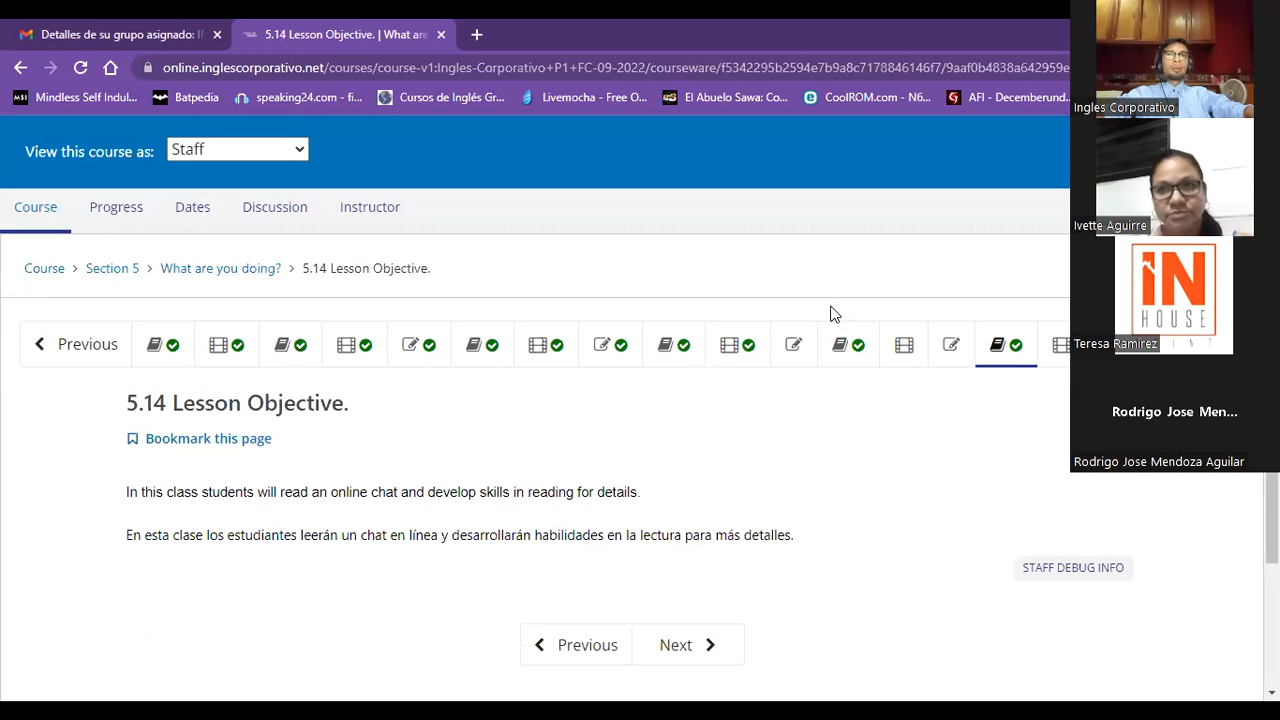 Detalles de su grupo asignado: I
5.14 Lesson Objective. | What are
online.inglescorporativo.net/courses/course-v1:Ingles-Corporativo+P1+FC-09-2022/courseware/f5342295b2594e7b9a8c7178846146f7/9aaf0b4838a642959e
Mindless Self Indul...
Batpedia
speaking24.com - fi...
Cursos de Inglés Gr...
Livemocha - Free O...
El Abuelo Sawa: Co...
CoolROM.com - N6...
AFI - Decemberund...
View this course as:
Staff
Course
Progress
Dates
Discussion
Instructor
Course > Section 5 > What are you doing? > 5.14 Lesson Objective.
Previous
5.14 Lesson Objective.
Bookmark this page
In this class students will read an online chat and develop skills in reading for details.
En esta clase los estudiantes leerán un chat en línea y desarrollarán habilidades en la lectura para más detalles.
STAFF DEBUG INFO
Previous
Next
Ingles Corporativo
Ivette Aguirre
iN
HOUSE
Teresa Ramirez
Rodrigo Jose Men...
Rodrigo Jose Mendoza Aguilar